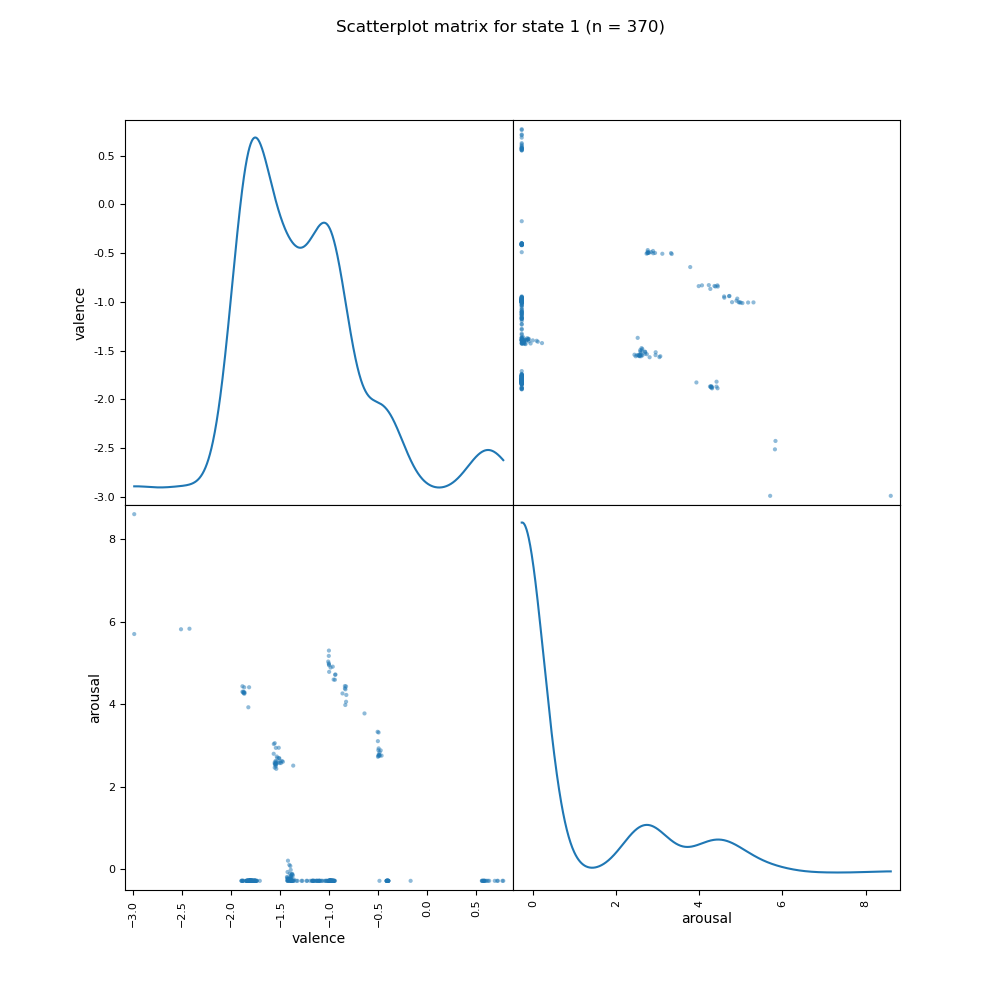 Scatterplot matrix for state 1 (n = 370)
valence
0.5
0.0
-0.5
-1.0
-1.5
-2.0
-2.5
-3.0
arousal
8
6
4
2
0
−3.0 −2.5 −2.0 −1.5 −1.0 −0.5 0.0 0.5
valence
0 2 4 6 8
arousal